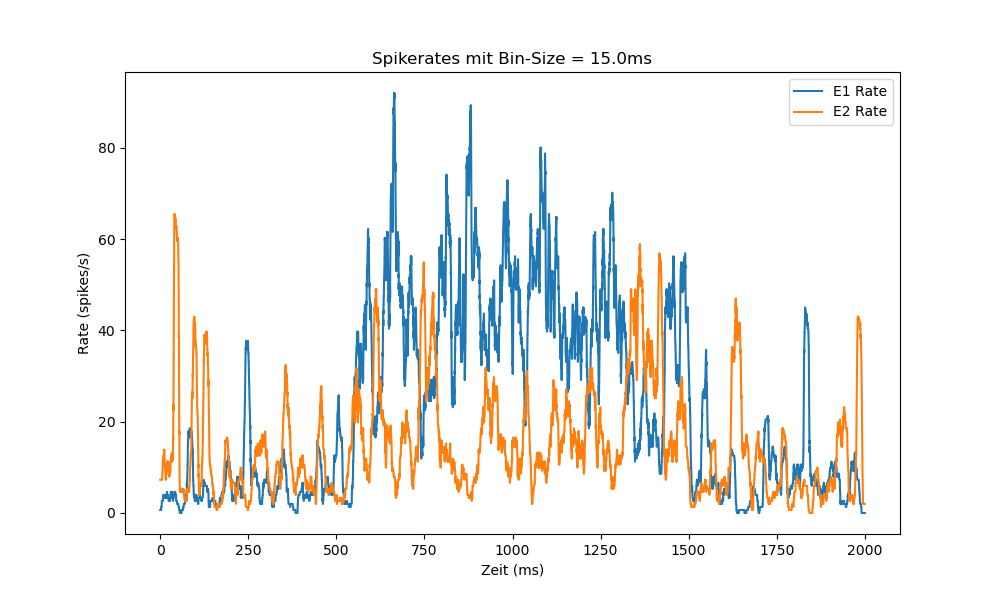 Spikerates mit Bin-Size = 15.0ms
E1 Rate
E2 Rate
80
60
40
20
0
Rate (spikes/s)
0 250 500 750 1000 1250 1500 1750 2000
Zeit (ms)